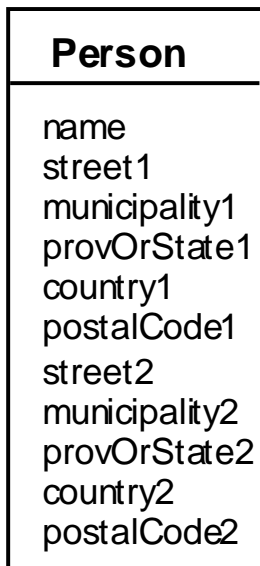 Person
name
street1
municipality1
provOrState1
country1
postalCode1
street2
municipality2
provOrState2
country2
postalCode2